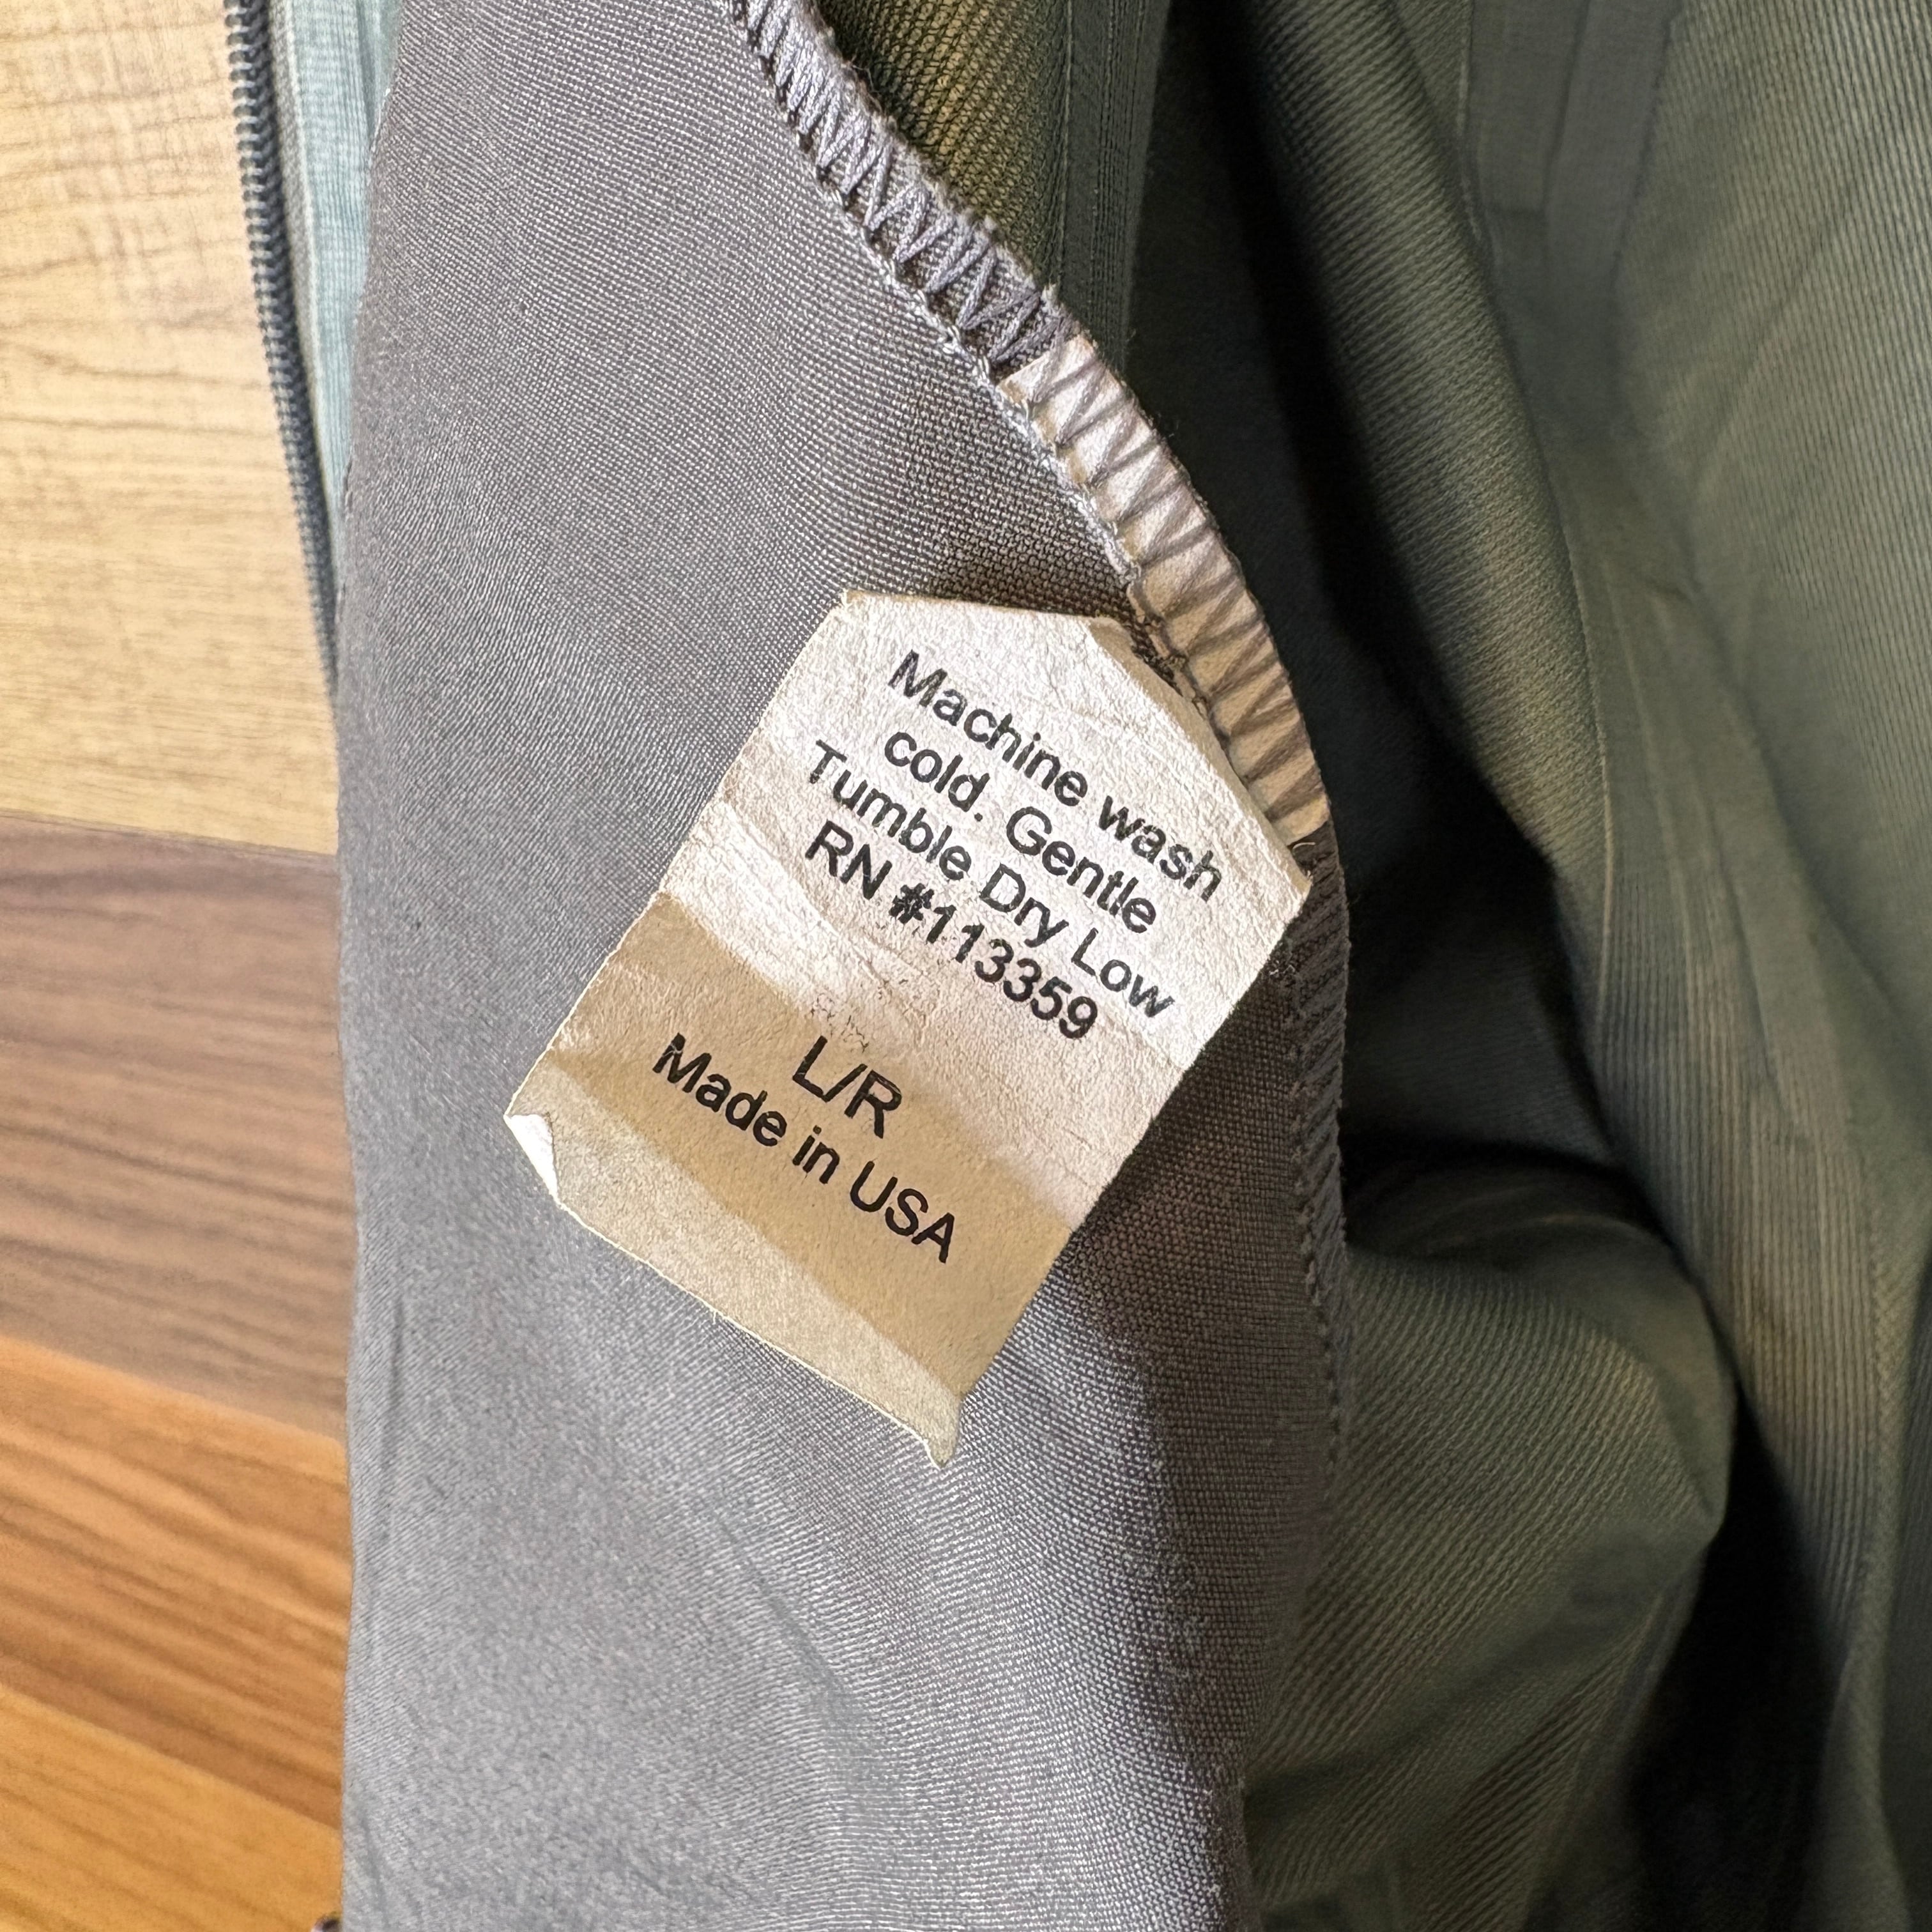 Machine wash
cold. Gentle
Tumble Dry Low
RN #113359
L/R
Made in USA